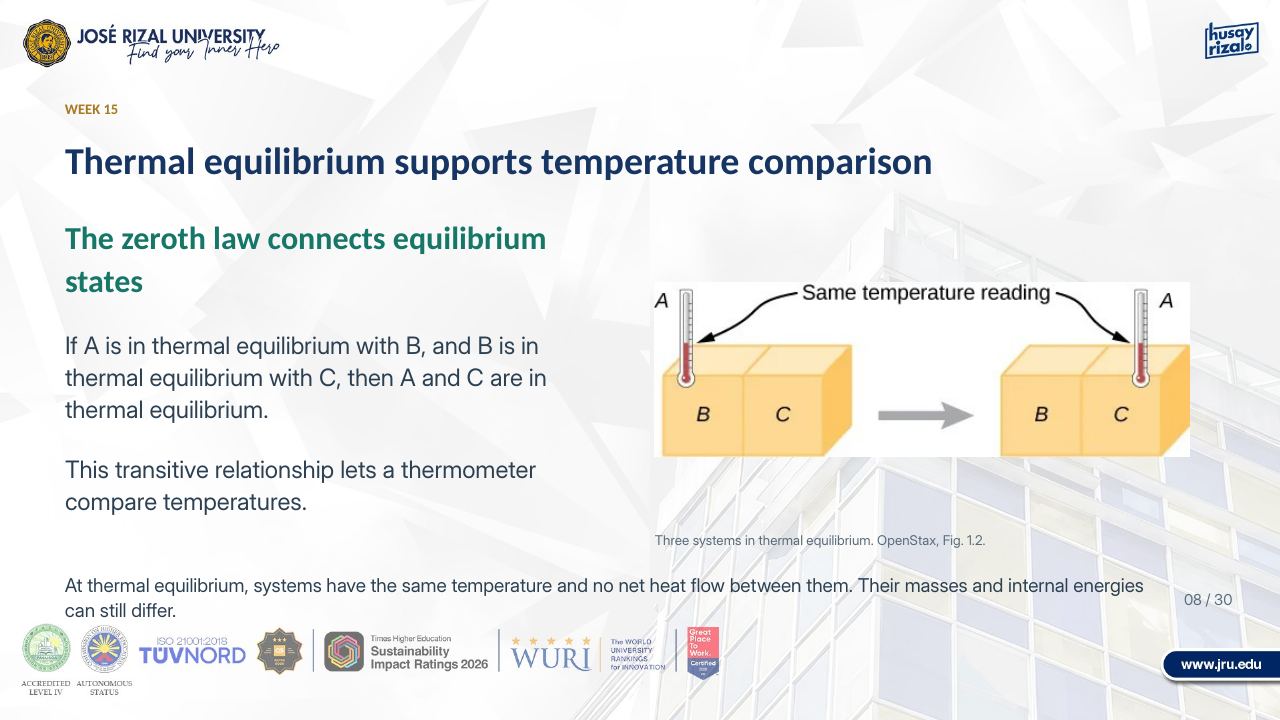 JOSÉ RIZAL UNIVERSITY
Find your Inner Hero
husay
rizal
WEEK 15
Thermal equilibrium supports temperature comparison
The zeroth law connects equilibrium
states
If A is in thermal equilibrium with B, and B is in
thermal equilibrium with C, then A and C are in
thermal equilibrium.
This transitive relationship lets a thermometer
compare temperatures.
A
Same temperature reading
A
B
C
B
C
Three systems in thermal equilibrium. OpenStax, Fig. 1.2.
At thermal equilibrium, systems have the same temperature and no net heat flow between them. Their masses and internal energies
can still differ.
08 / 30
ACCREDITED
LEVEL IV
AUTONOMOUS
STATUS
ISO 21001:2018
TÜVNORD
Times Higher Education
Sustainability
Impact Ratings 2026
WURI
The WORLD
UNIVERSITY
RANKINGS
for INNOVATION
Great
Place
To
Work.
Certified
www.jru.edu